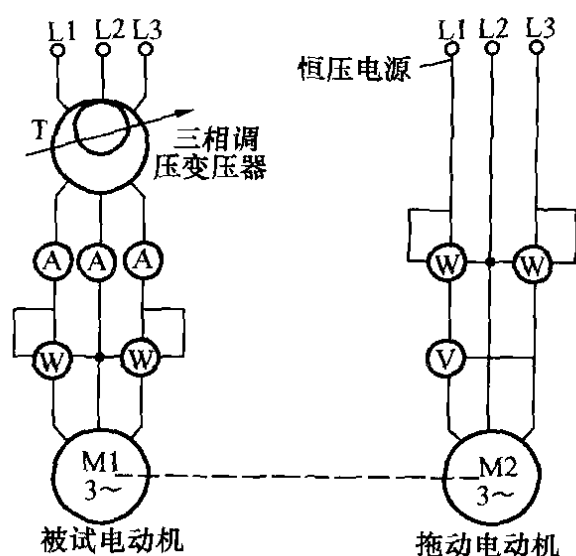 L1 L2 L3
T
三相调
压变压器
A A A
W W
M1
3～
被试电动机
L1 L2 L3
恒压电源
W W
V
M2
3～
拖动电动机